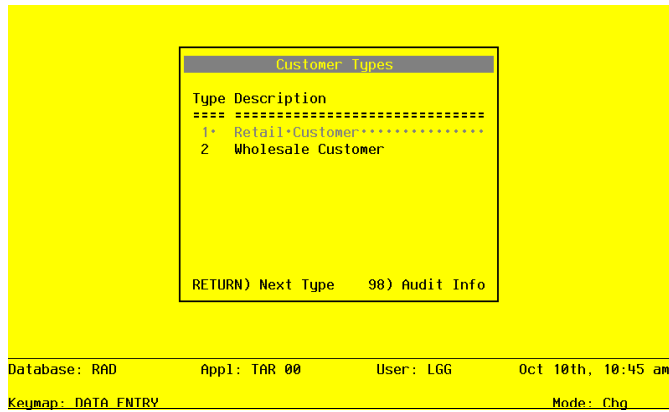 Customer Types
Type Description
==== ==============================
1• Retail•Customer•••••••••••••••
2 Wholesale Customer
RETURN) Next Type 98) Audit Info
Database: RAD Appl: TAR 00 User: LGG Oct 10th, 10:45 am
Keymap: DATA ENTRY Mode: Chg